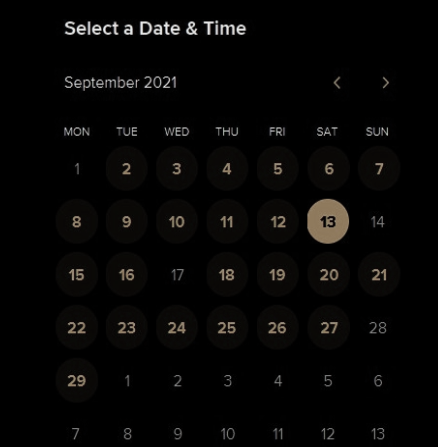 Select a Date & Time
September 2021
MON TUE WED THU FRI SAT SUN
1 2 3 4 5 6 7
8 9 10 11 12 13 14
15 16 17 18 19 20 21
22 23 24 25 26 27 28
29 1 2 3 4 5 6
7 8 9 10 11 12 13